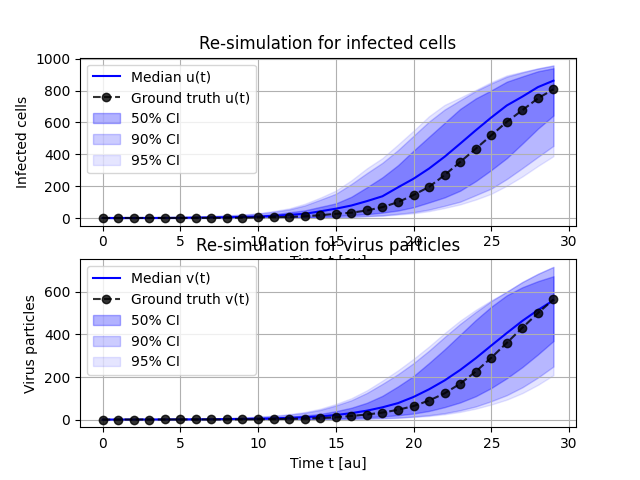 Re-simulation for infected cells
1000
800
600
400
200
0
Infected cells
Median u(t)
Ground truth u(t)
50% CI
90% CI
95% CI
0 5 10 15 20 25 30
Time t [au]
Re-simulation for virus particles
600
400
200
0
Virus particles
Median v(t)
Ground truth v(t)
50% CI
90% CI
95% CI
0 5 10 15 20 25 30
Time t [au]